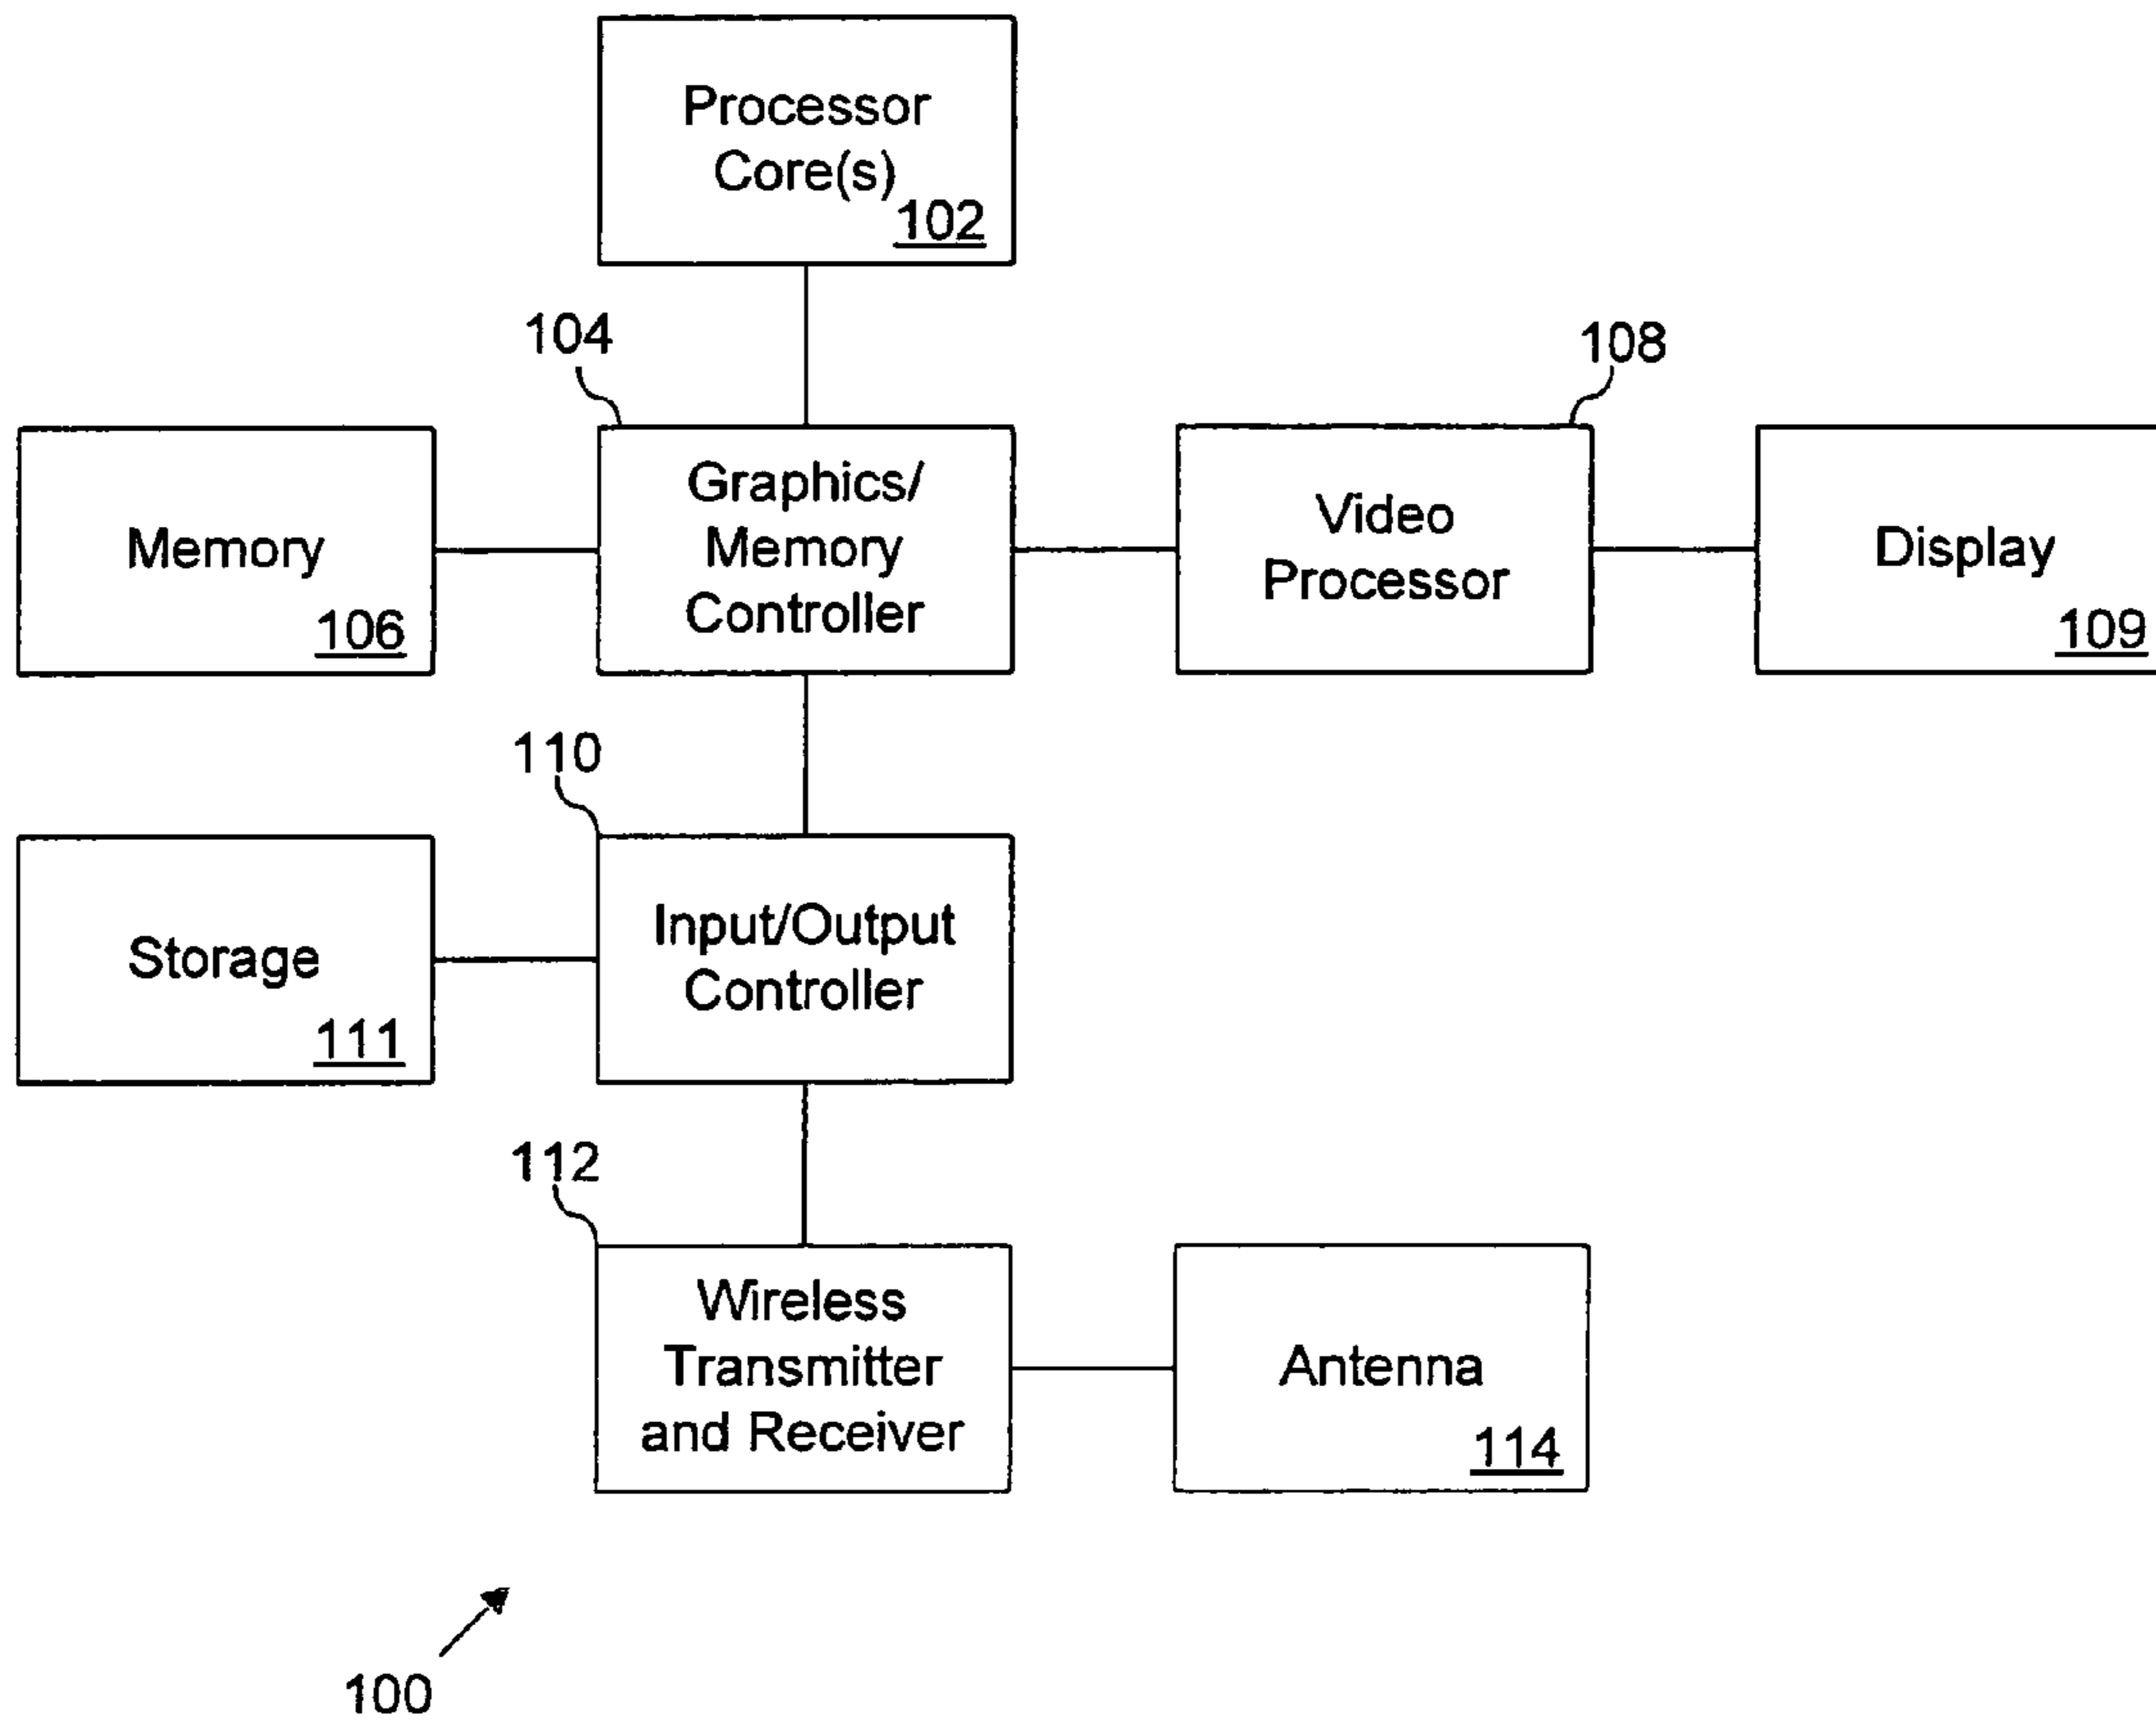 Processor
Core(s)
102
104
108
Memory
106
Graphics/
Memory
Controller
Video
Processor
Display
109
110
Storage
111
Input/Output
Controller
112
Wireless
Transmitter
and Receiver
Antenna
114
100